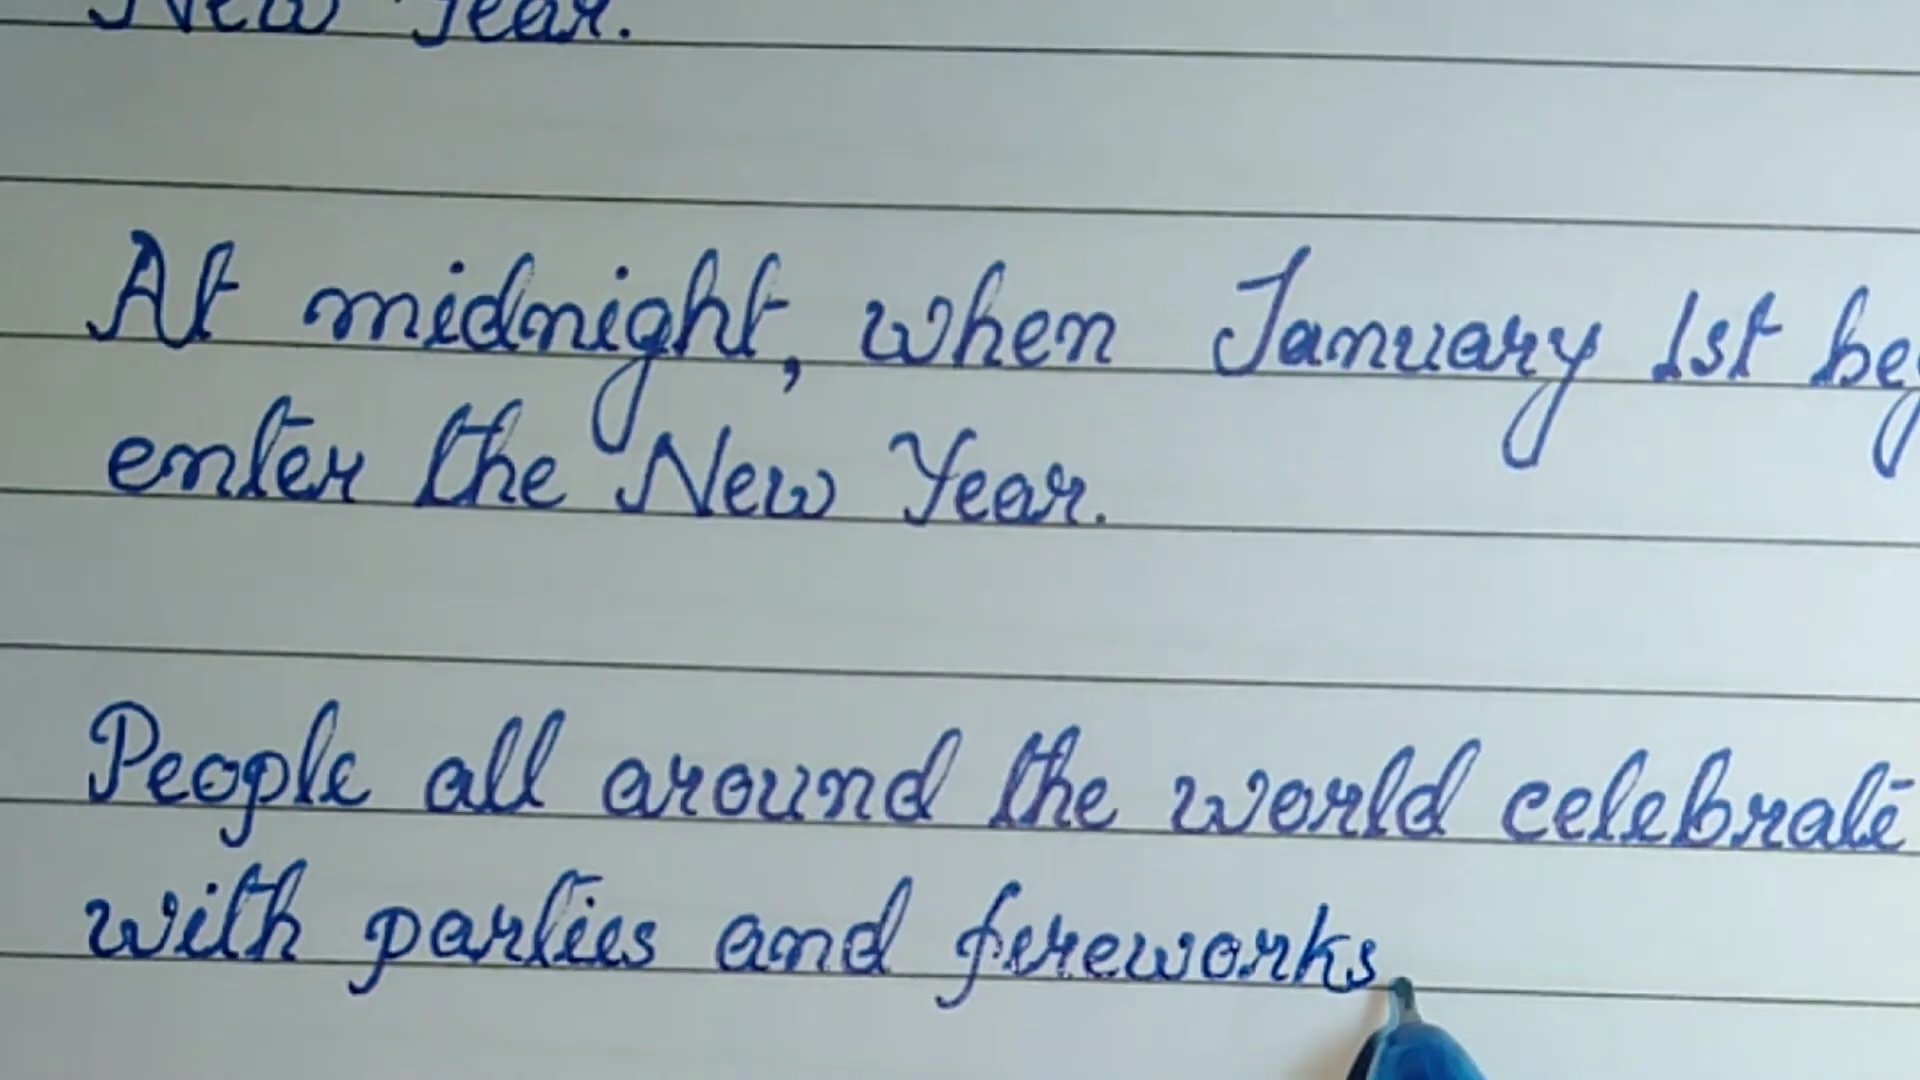 New Year.
At midnight, when January 1st
enter the New Year.
People all around the world celebrate
with parties and fireworks.